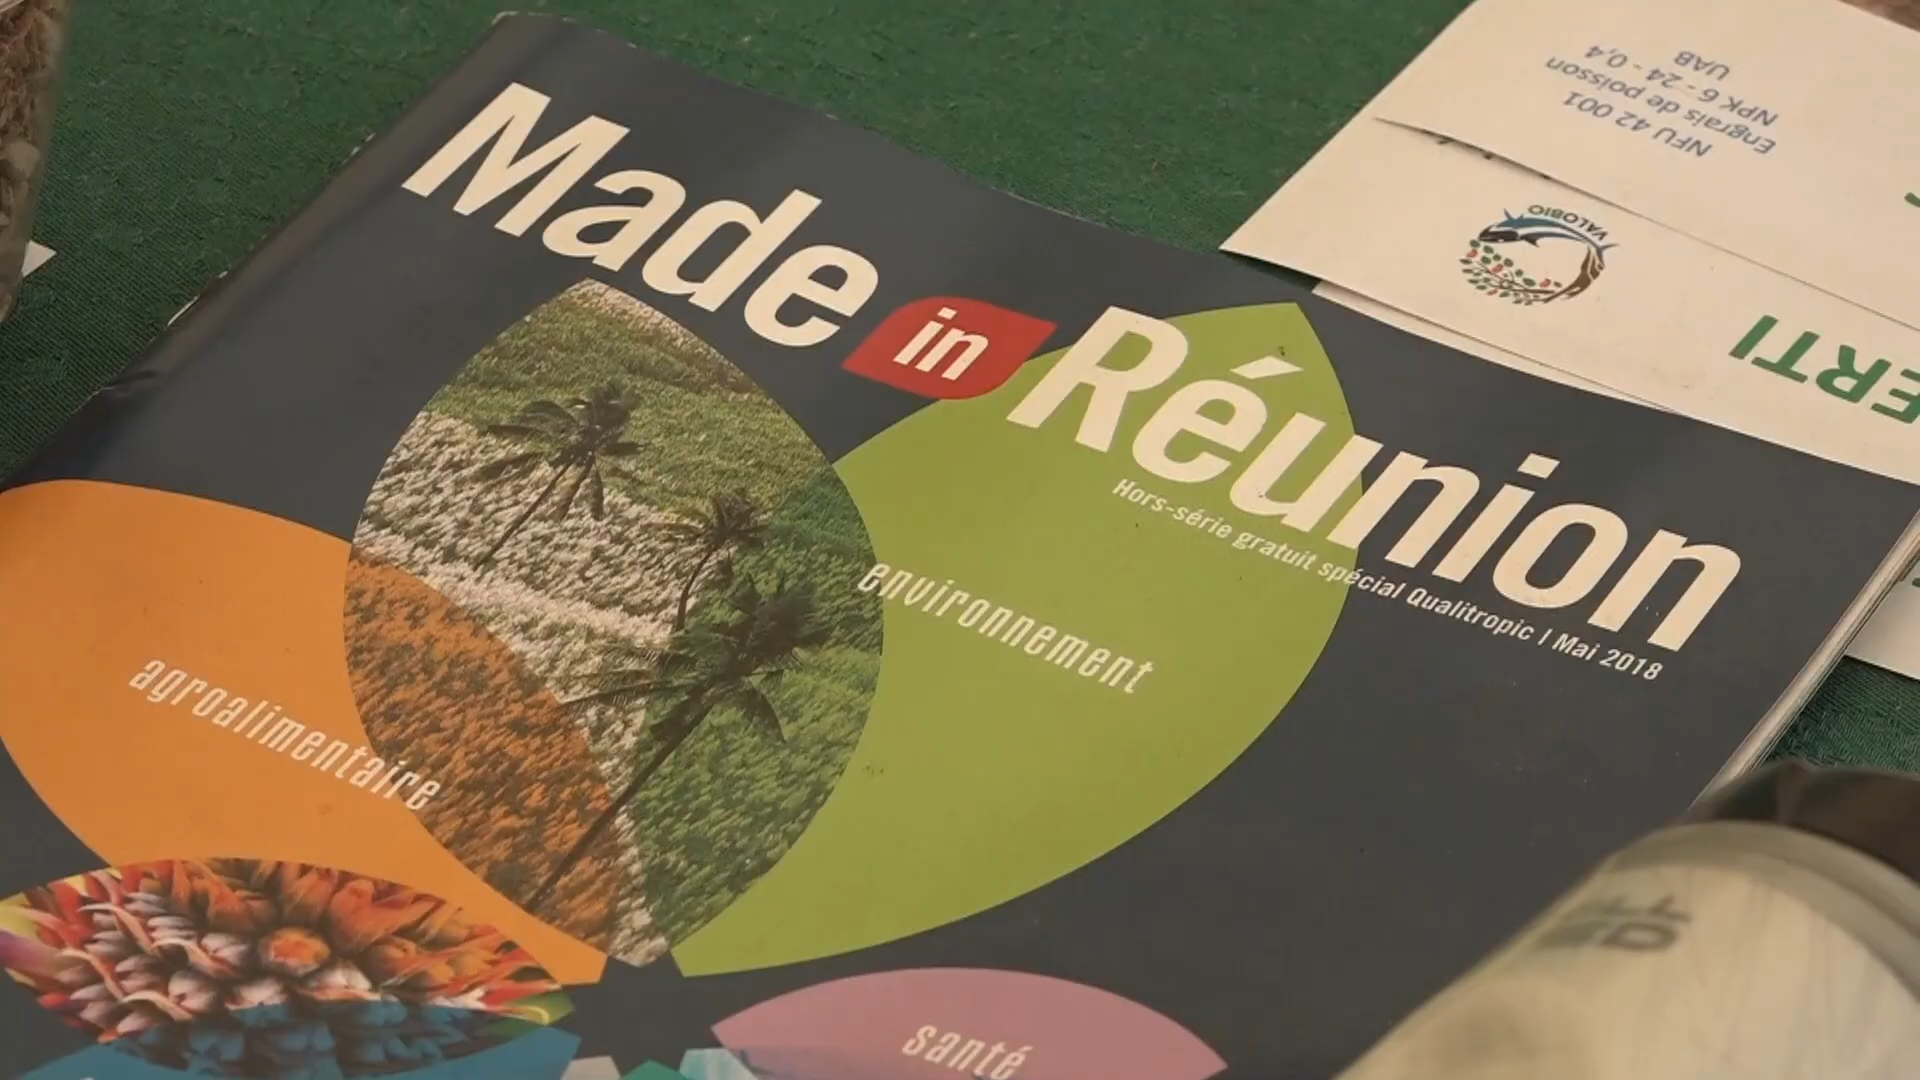 Made in Réunion
Hors-série gratuit spécial Qualitropic | Mai 2018
environnement
agroalimentaire
santé
NFU 42 001
Engrais de poisson
NPK 6 - 24 - 0,4
UAB
VALOBIO
ERTI